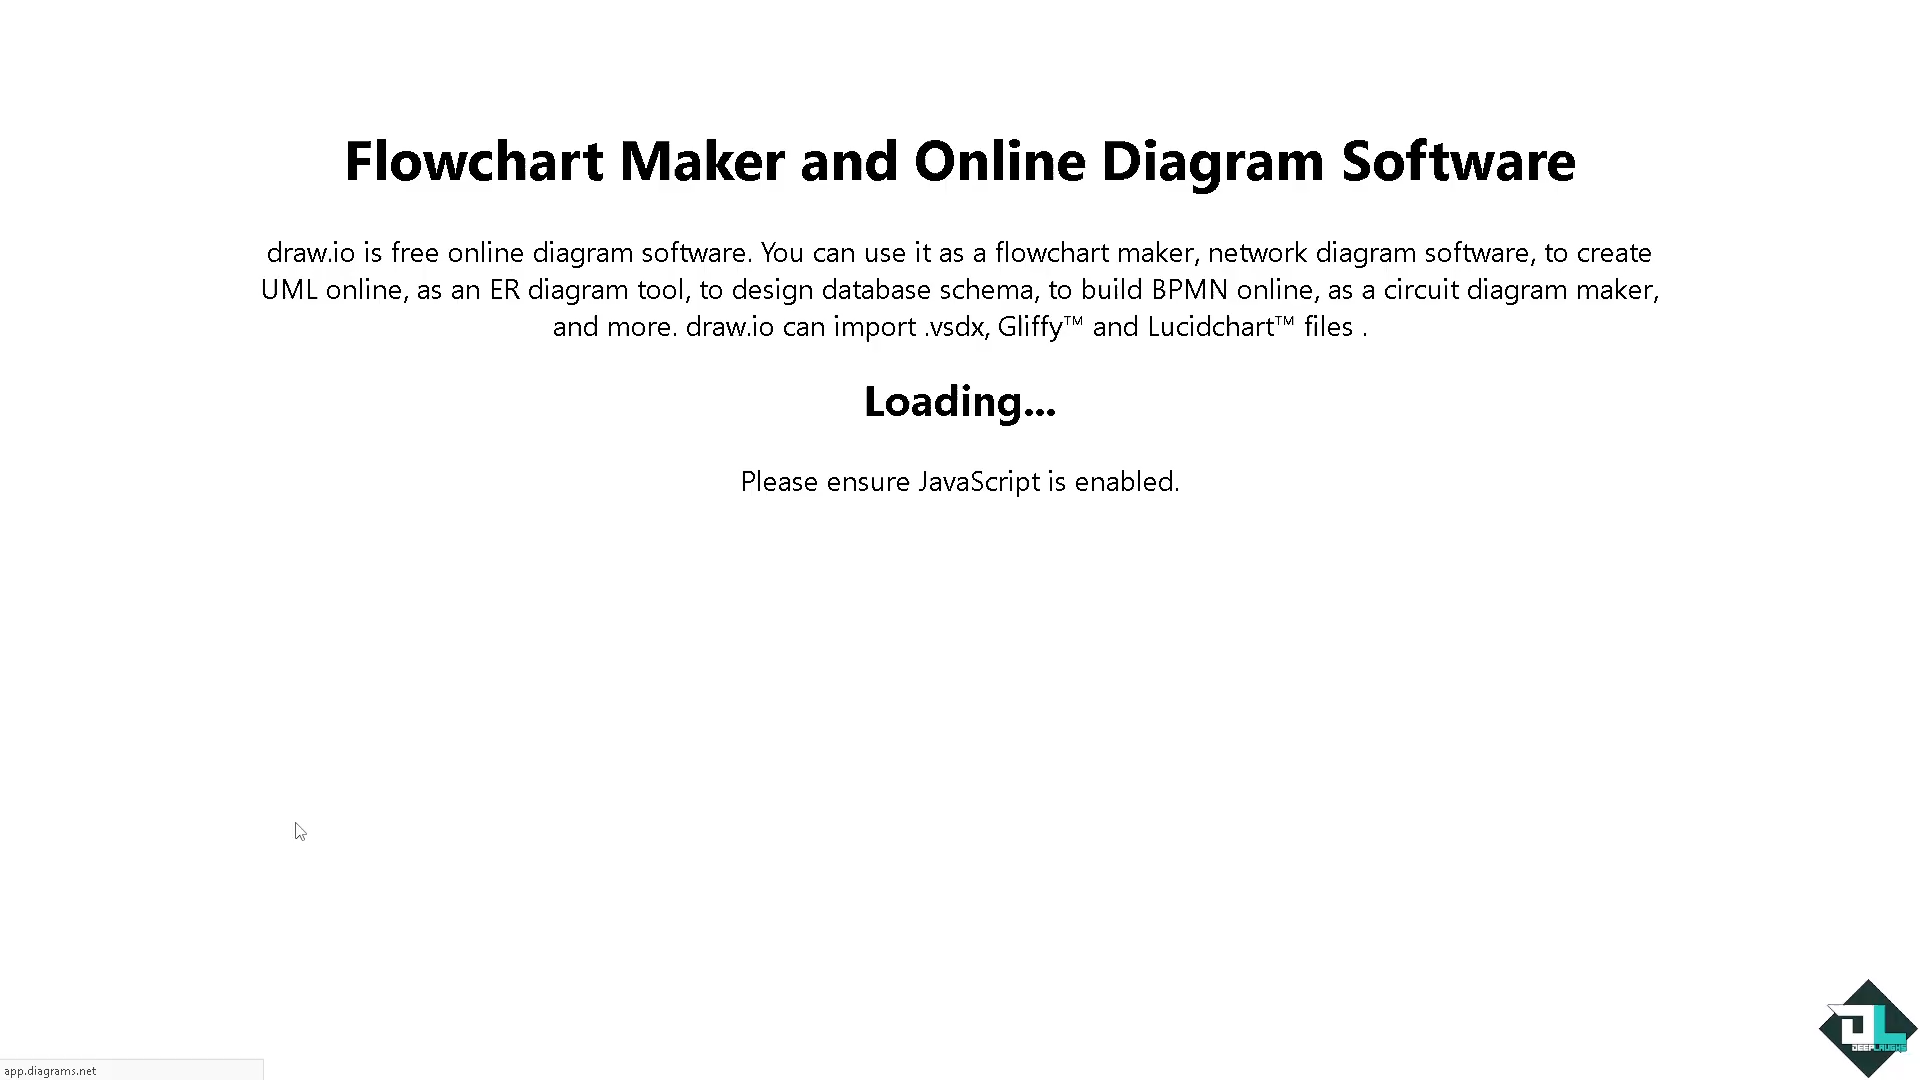 Flowchart Maker and Online Diagram Software
draw.io is free online diagram software. You can use it as a flowchart maker, network diagram software, to create
UML online, as an ER diagram tool, to design database schema, to build BPMN online, as a circuit diagram maker,
and more. draw.io can import .vsdx, Gliffy™ and Lucidchart™ files .
Loading...
Please ensure JavaScript is enabled.
DL
DEEPLAUGHS
app.diagrams.net